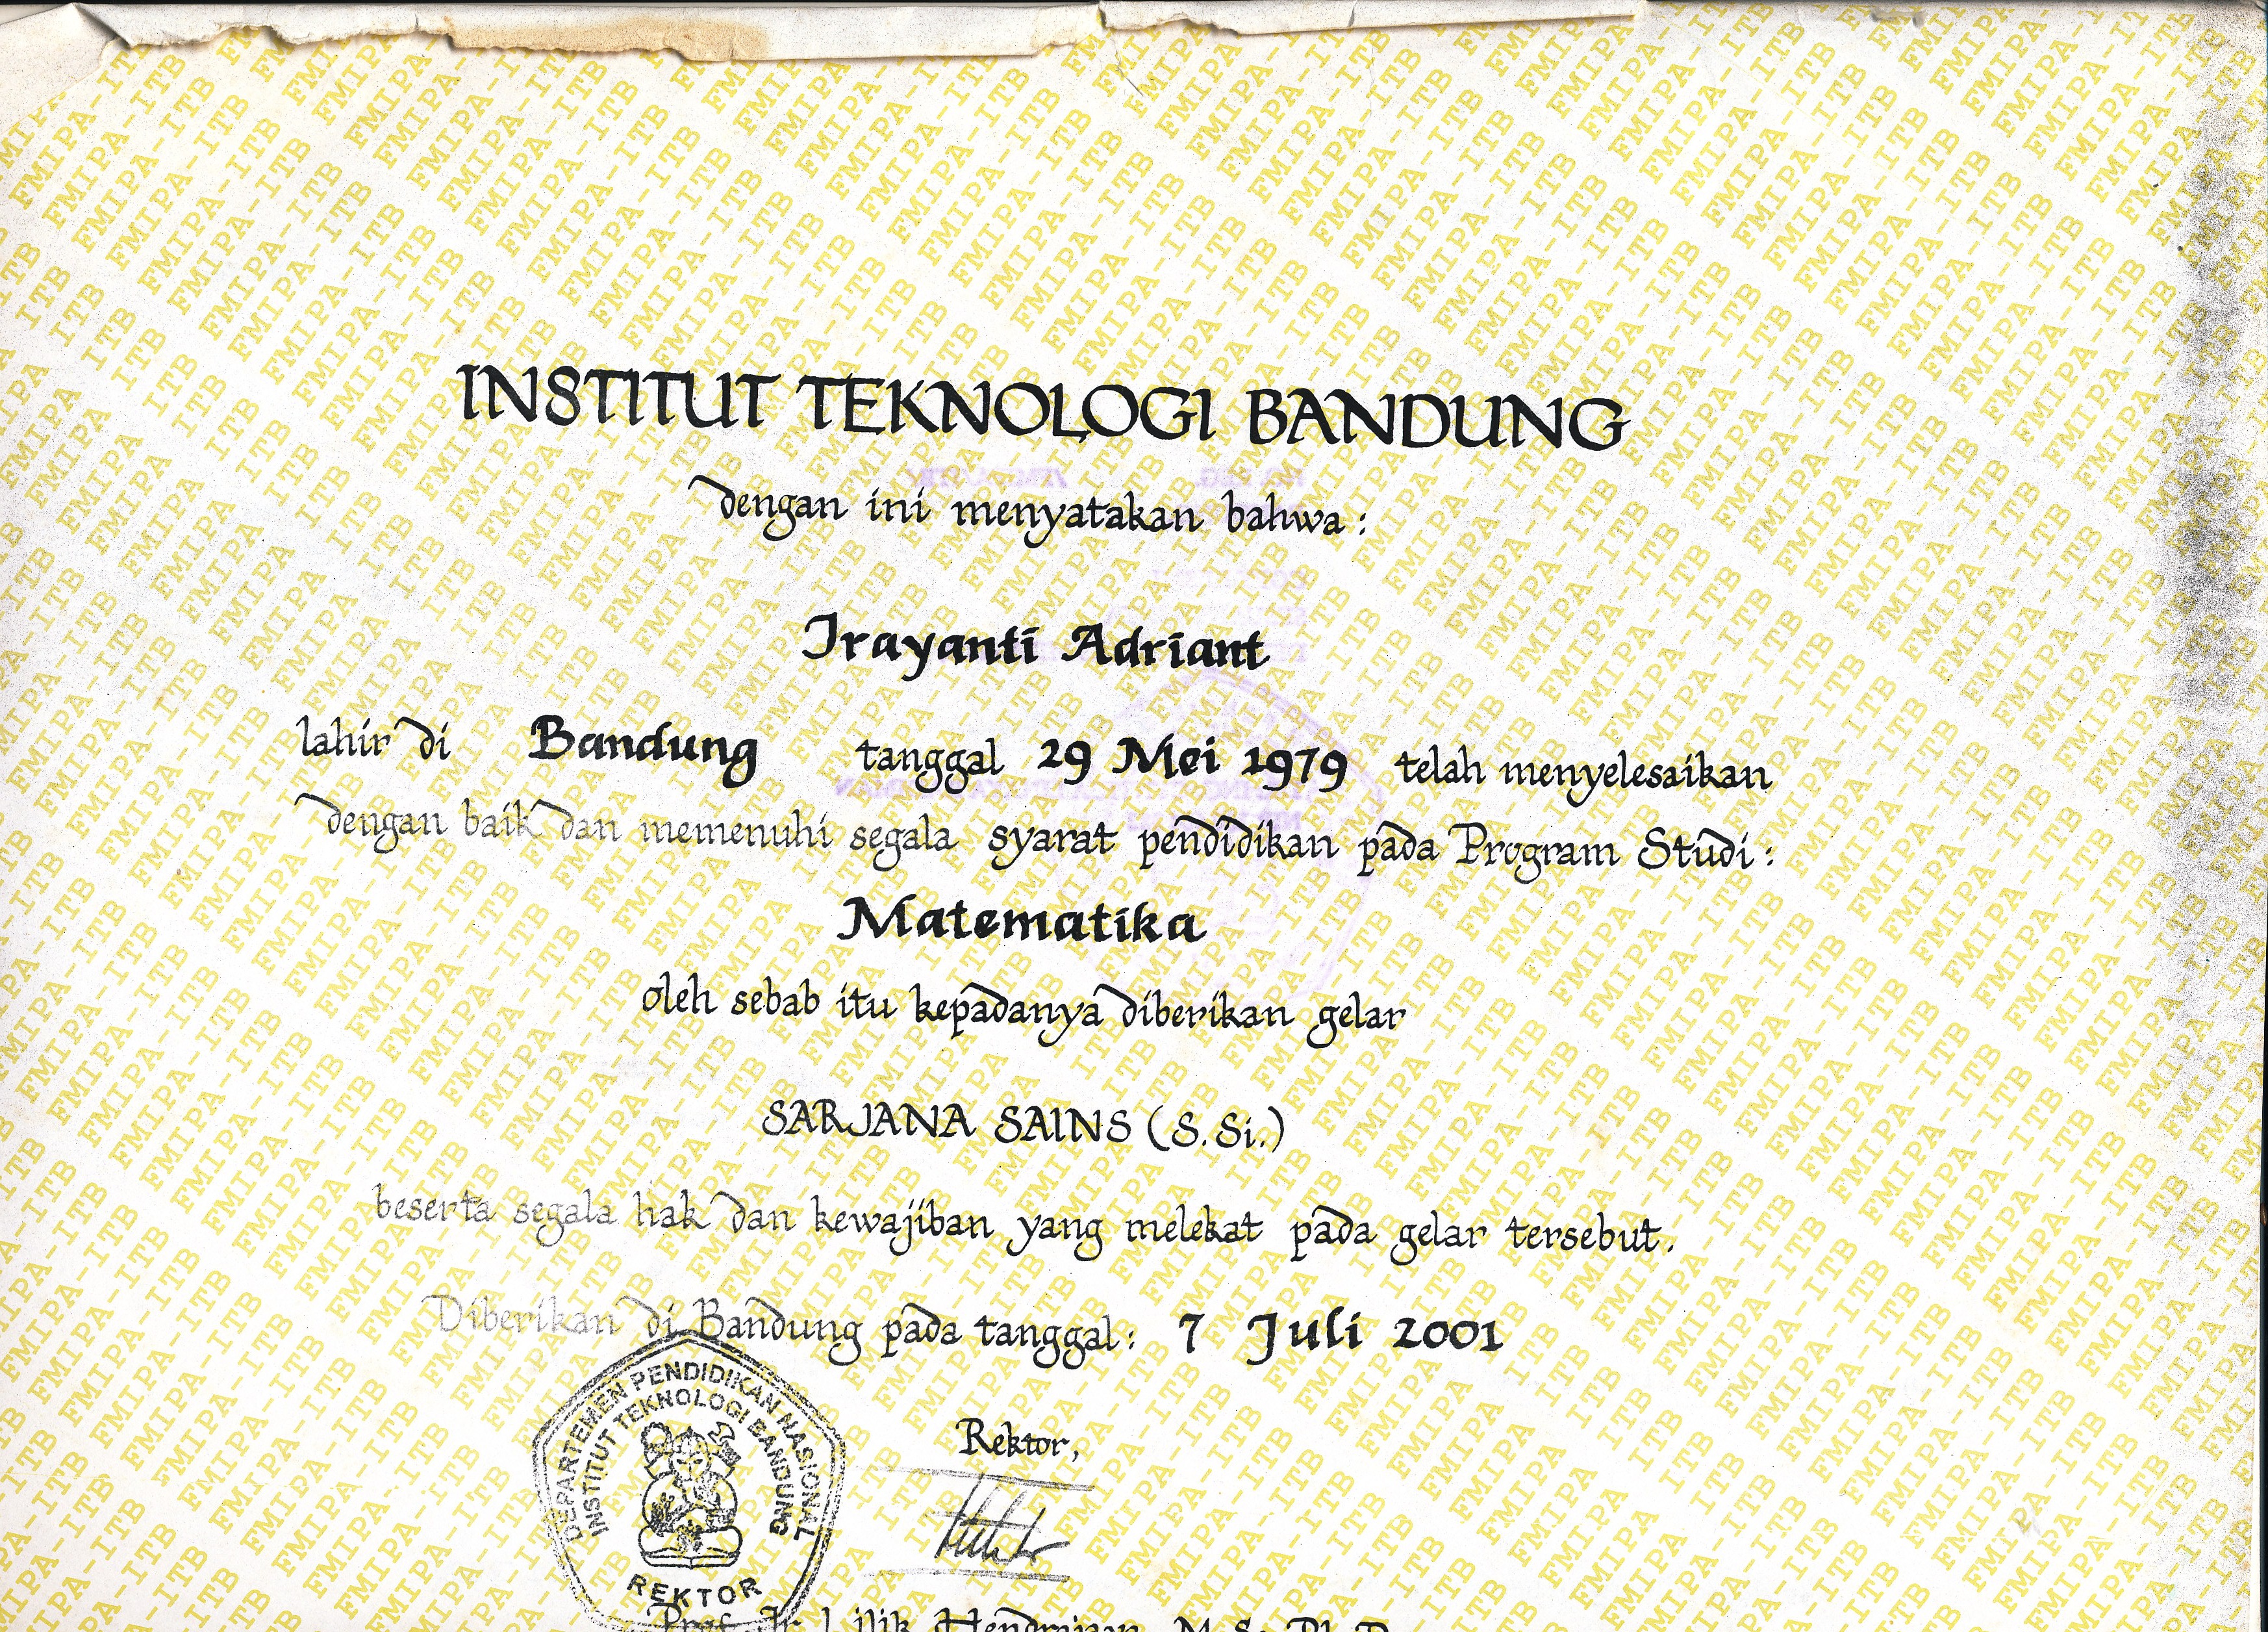 INSTITUT TEKNOLOGI BANDUNG
dengan ini menyatakan bahwa :
Irayanti Adriant
lahir di Bandung tanggal 29 Mei 1979 telah menyelesaikan
dengan baik dan memenuhi segala syarat pendidikan pada Program Studi :
Matematika
oleh sebab itu kepadanya diberikan gelar
SARJANA SAINS (S.Si.)
beserta segala hak dan kewajiban yang melekat pada gelar tersebut.
Diberikan di Bandung pada tanggal : 7 Juli 2001
DEPARTEMEN PENDIDIKAN NASIONAL
INSTITUT TEKNOLOGI BANDUNG
REKTOR
Rektor,
Prof. Ir. Lilik Hendrajaya, M.Sc. Ph.D.
FMIPA-ITB